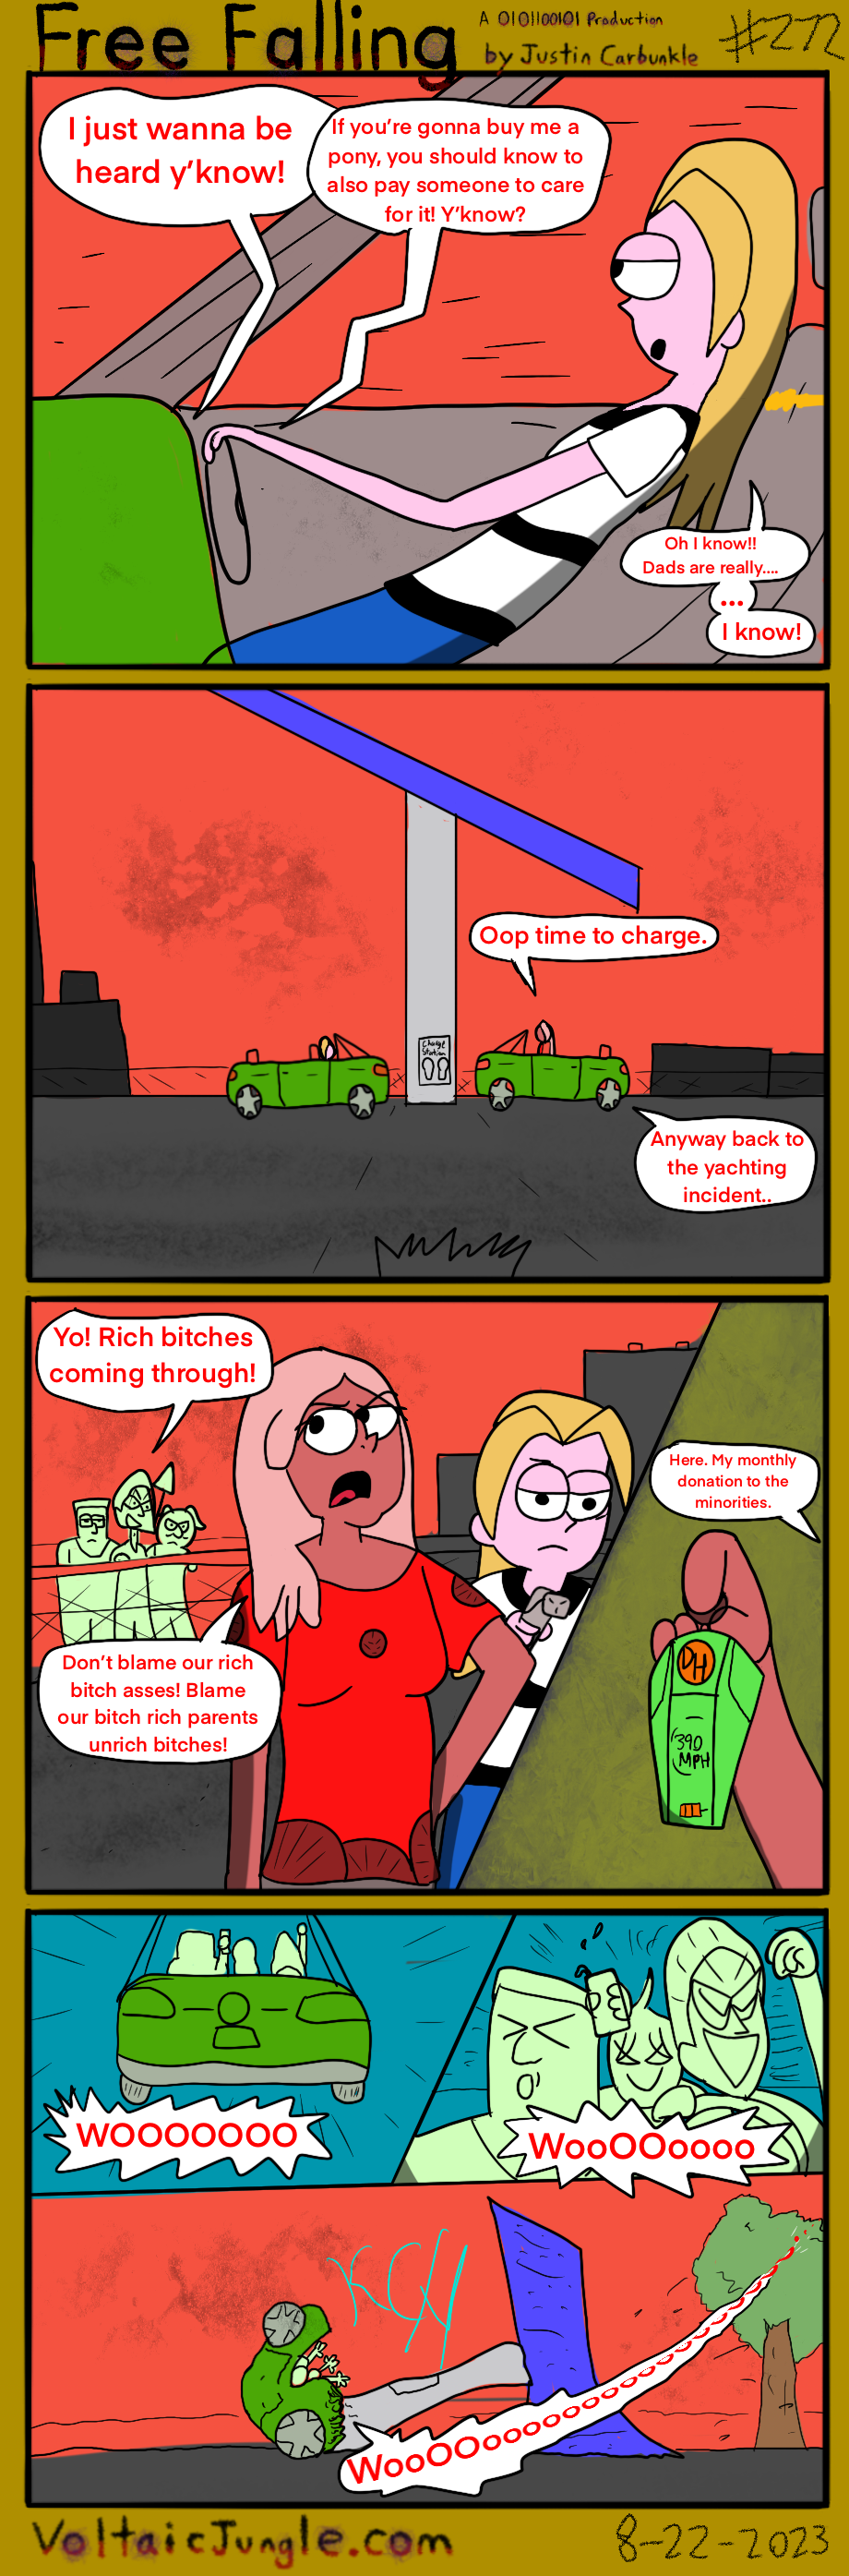 Free Falling
A 0101100101 Production
by Justin Carbunkle
#272
I just wanna be
heard y'know!
If you're gonna buy me a
pony, you should know to
also pay someone to care
for it! Y'know?
Oh I know!!
Dads are really....
...
I know!
Oop time to charge.
Charge
Station
Anyway back to
the yachting
incident..
Yo! Rich bitches
coming through!
Don't blame our rich
bitch asses! Blame
our bitch rich parents
unrich bitches!
Here. My monthly
donation to the
minorities.
DH
390
MPH
WOOOOOOO
WooOOoooo
WooOOooooooooooooooooooooo
VoltaicJungle.com
8-22-2023